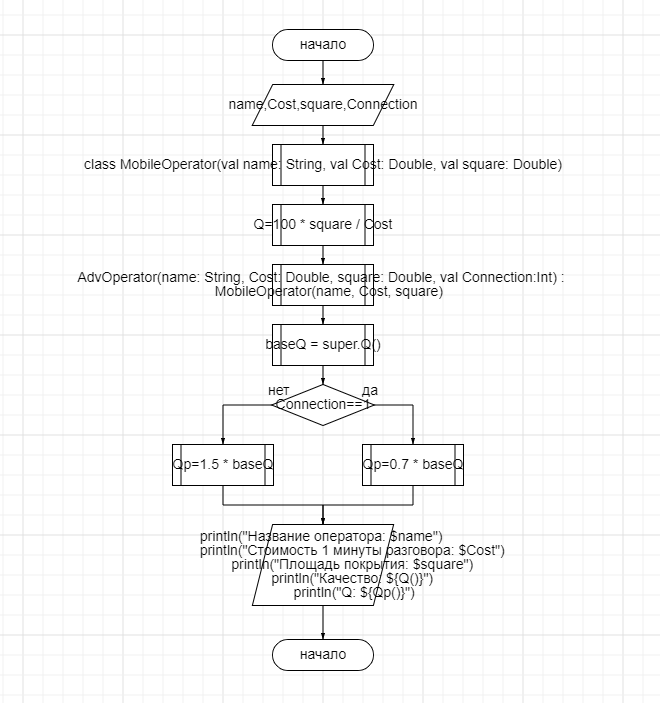 начало
name,Cost,square,Connection
class MobileOperator(val name: String, val Cost: Double, val square: Double)
Q=100 * square / Cost
AdvOperator(name: String, Cost: Double, square: Double, val Connection:Int) :
MobileOperator(name, Cost, square)
baseQ = super.Q()
нет
да
Connection==1
Qp=1.5 * baseQ
Qp=0.7 * baseQ
println("Название оператора: $name")
println("Стоимость 1 минуты разговора: $Cost")
println("Площадь покрытия: $square")
println("Качество: ${Q()}")
println("Q: ${Qp()}")
начало